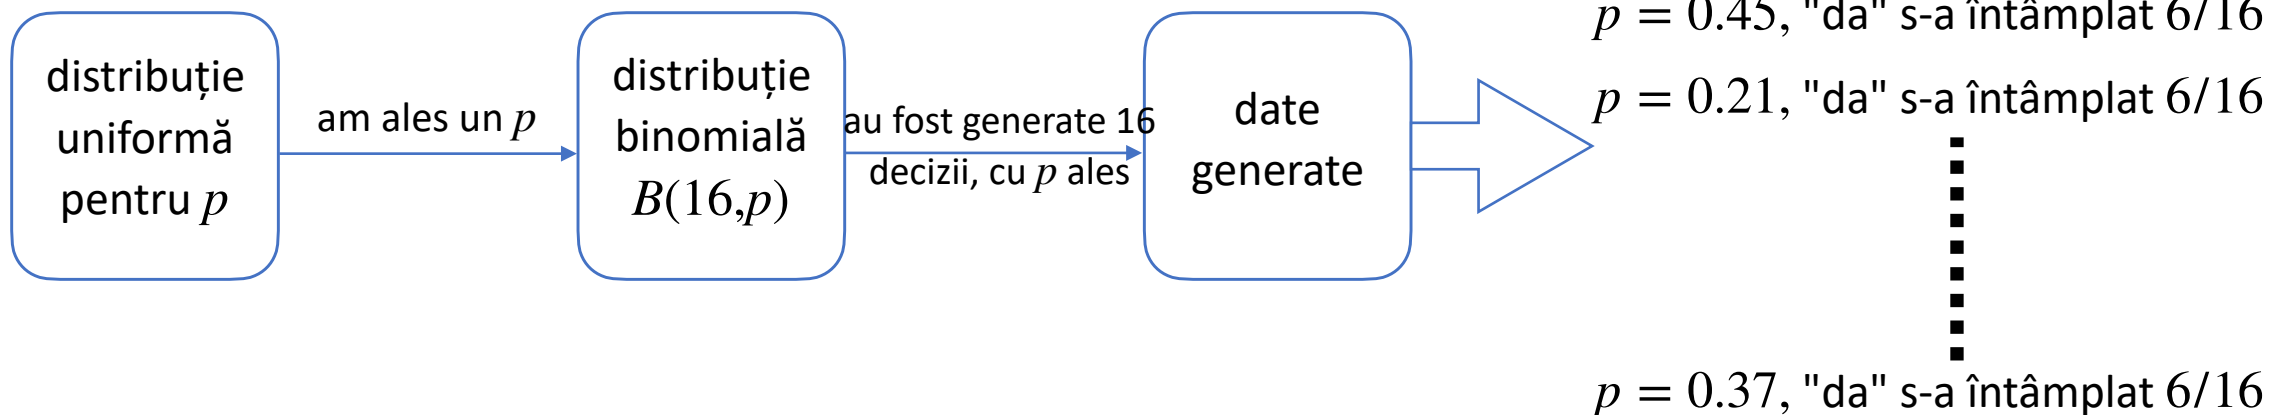 distribuție
uniformă
pentru p
am ales un p
distribuție
binomială
B(16,p)
au fost generate 16
decizii, cu p ales
date
generate
p = 0.45, "da" s-a întâmplat 6/16
p = 0.21, "da" s-a întâmplat 6/16
p = 0.37, "da" s-a întâmplat 6/16